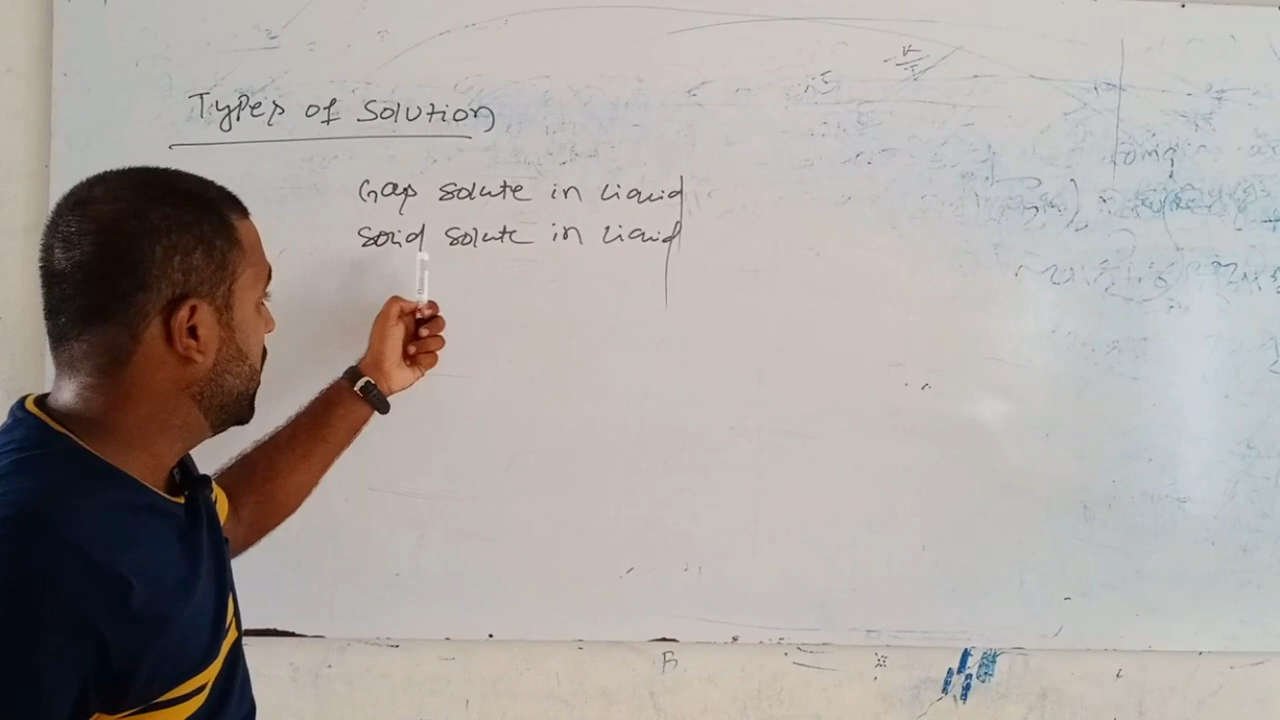 Types of Solution
Gas solute in liquid
Solid solute in liquid